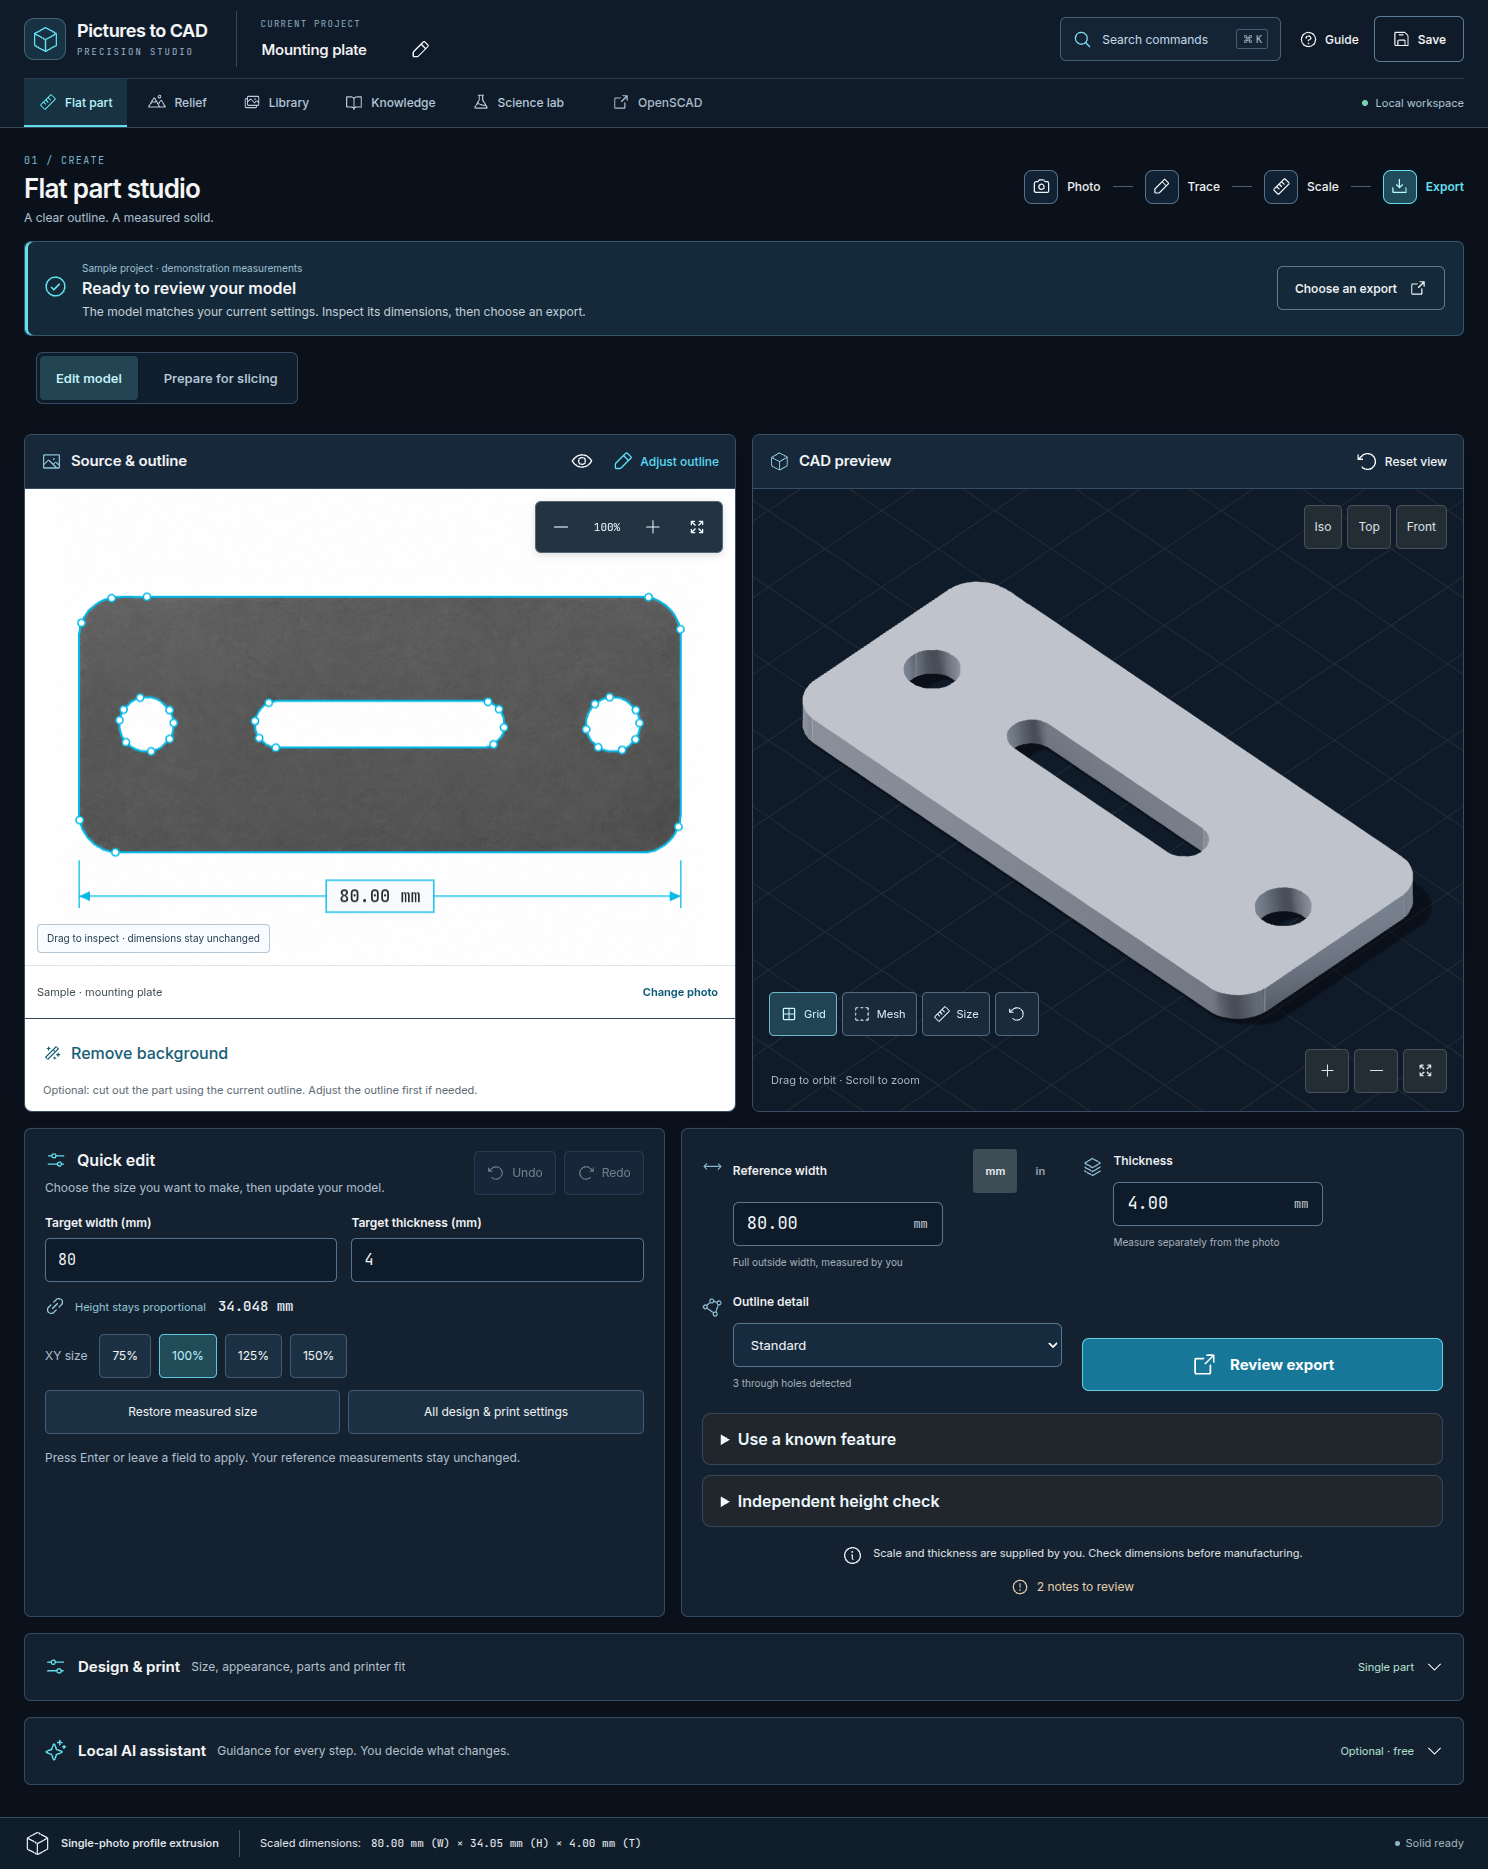 Pictures to CAD
PRECISION STUDIO
CURRENT PROJECT
Mounting plate
Search commands
⌘ K
Guide
Save
Flat part
Relief
Library
Knowledge
Science lab
OpenSCAD
Local workspace
01 / CREATE
Flat part studio
A clear outline. A measured solid.
Photo
Trace
Scale
Export
Sample project · demonstration measurements
Ready to review your model
The model matches your current settings. Inspect its dimensions, then choose an export.
Choose an export
Edit model
Prepare for slicing
Source & outline
Adjust outline
100%
80.00 mm
Drag to inspect · dimensions stay unchanged
Sample · mounting plate
Change photo
Remove background
Optional: cut out the part using the current outline. Adjust the outline first if needed.
CAD preview
Reset view
Iso
Top
Front
Grid
Mesh
Size
Drag to orbit · Scroll to zoom
Quick edit
Choose the size you want to make, then update your model.
Undo
Redo
Target width (mm)
Target thickness (mm)
80
4
Height stays proportional 34.048 mm
XY size
75%
100%
125%
150%
Restore measured size
All design & print settings
Press Enter or leave a field to apply. Your reference measurements stay unchanged.
Reference width
mm
in
80.00 mm
Full outside width, measured by you
Thickness
4.00 mm
Measure separately from the photo
Outline detail
Standard
3 through holes detected
Review export
Use a known feature
Independent height check
Scale and thickness are supplied by you. Check dimensions before manufacturing.
2 notes to review
Design & print
Size, appearance, parts and printer fit
Single part
Local AI assistant
Guidance for every step. You decide what changes.
Optional · free
Single-photo profile extrusion
Scaled dimensions: 80.00 mm (W) × 34.05 mm (H) × 4.00 mm (T)
Solid ready